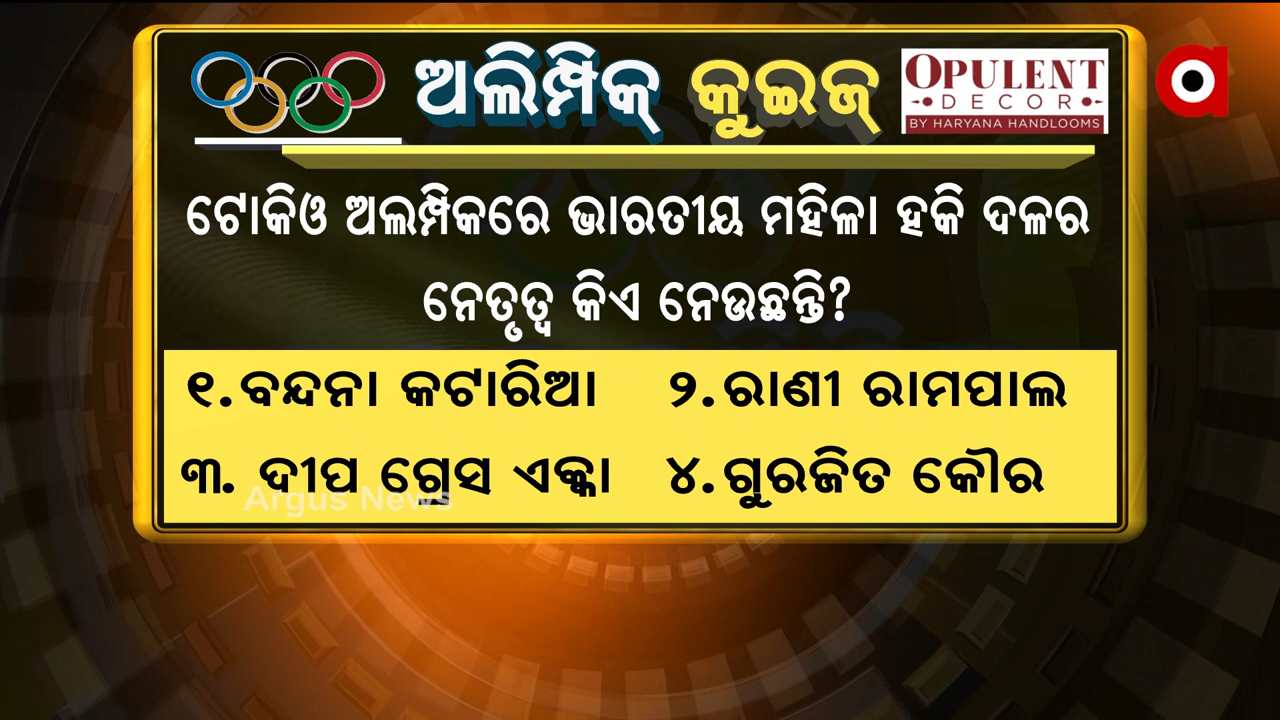 ଅଲିମ୍ପିକ୍ କୁଇଜ୍
OPULENT
DECOR
BY HARYANA HANDLOOMS
a
ଟୋକିଓ ଅଲମ୍ପିକରେ ଭାରତୀୟ ମହିଳା ହକି ଦଳର
ନେତୃତ୍ୱ କିଏ ନେଉଛନ୍ତି?
୧. ବନ୍ଦନା କଟାରିଆ ୨. ରାଣୀ ରାମପାଲ
୩. ଦୀପ ଗ୍ରେସ ଏକ୍କା ୪. ଗୁରଜିତ କୌର
Argus News